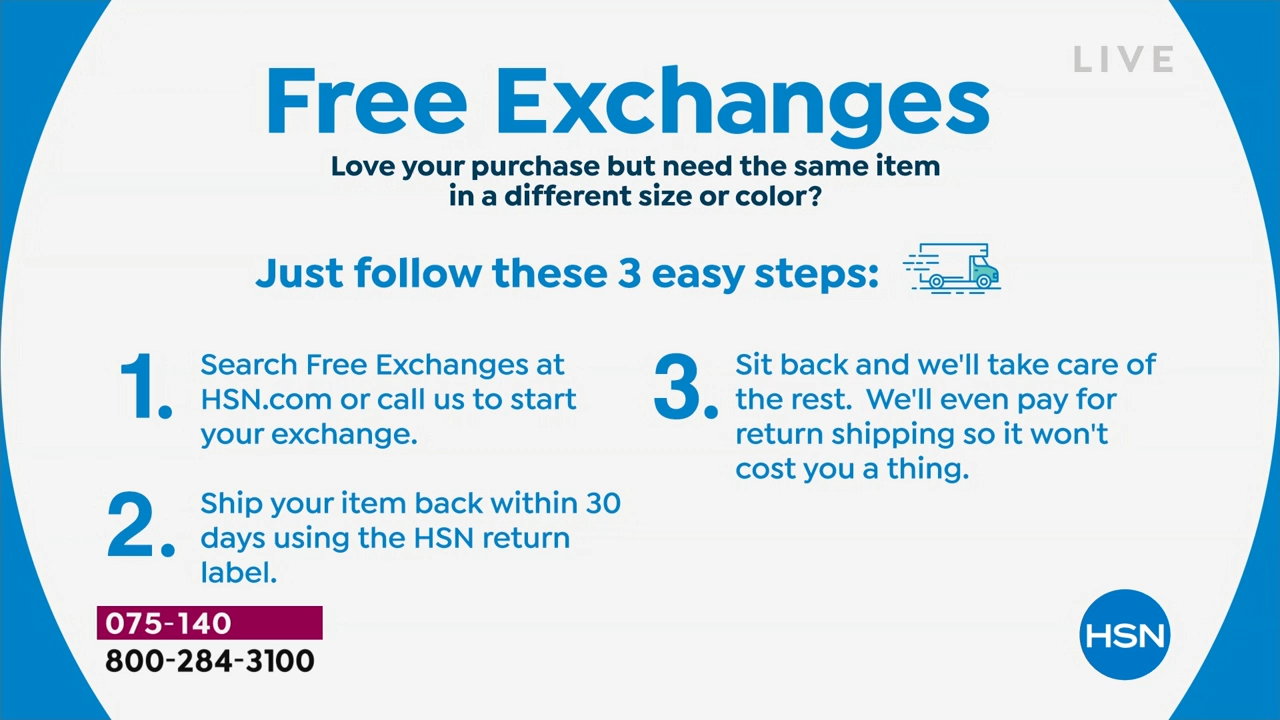 LIVE
Free Exchanges
Love your purchase but need the same item
in a different size or color?
Just follow these 3 easy steps:
1.
Search Free Exchanges at
HSN.com or call us to start
your exchange.
2.
Ship your item back within 30
days using the HSN return
label.
3.
Sit back and we'll take care of
the rest.  We'll even pay for
return shipping so it won't
cost you a thing.
075-140
800-284-3100
HSN